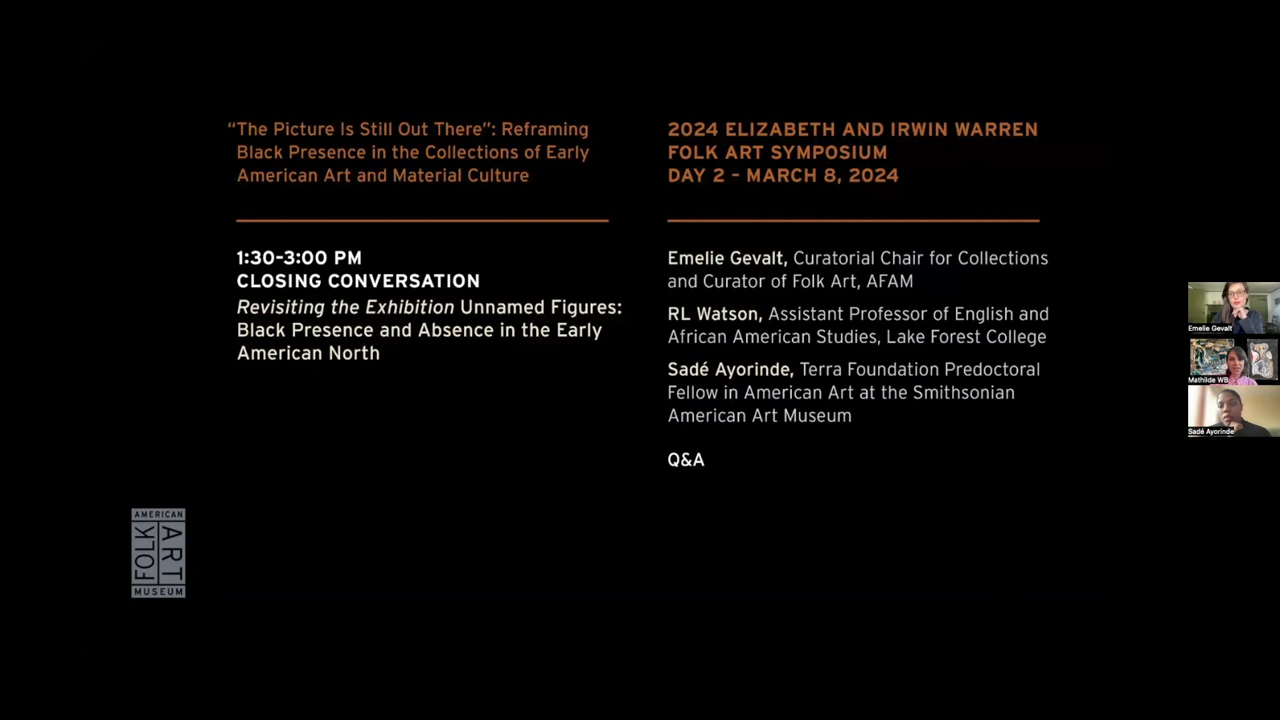 “The Picture Is Still Out There”: Reframing
Black Presence in the Collections of Early
American Art and Material Culture
1:30–3:00 PM
CLOSING CONVERSATION
Revisiting the Exhibition Unnamed Figures:
Black Presence and Absence in the Early
American North
2024 ELIZABETH AND IRWIN WARREN
FOLK ART SYMPOSIUM
DAY 2 – MARCH 8, 2024
Emelie Gevalt, Curatorial Chair for Collections
and Curator of Folk Art, AFAM
RL Watson, Assistant Professor of English and
African American Studies, Lake Forest College
Sadé Ayorinde, Terra Foundation Predoctoral
Fellow in American Art at the Smithsonian
American Art Museum
Q&A
Emelie Gevalt
Mathilde WB
Sadé Ayorinde
AMERICAN
FOLK
ART
MUSEUM